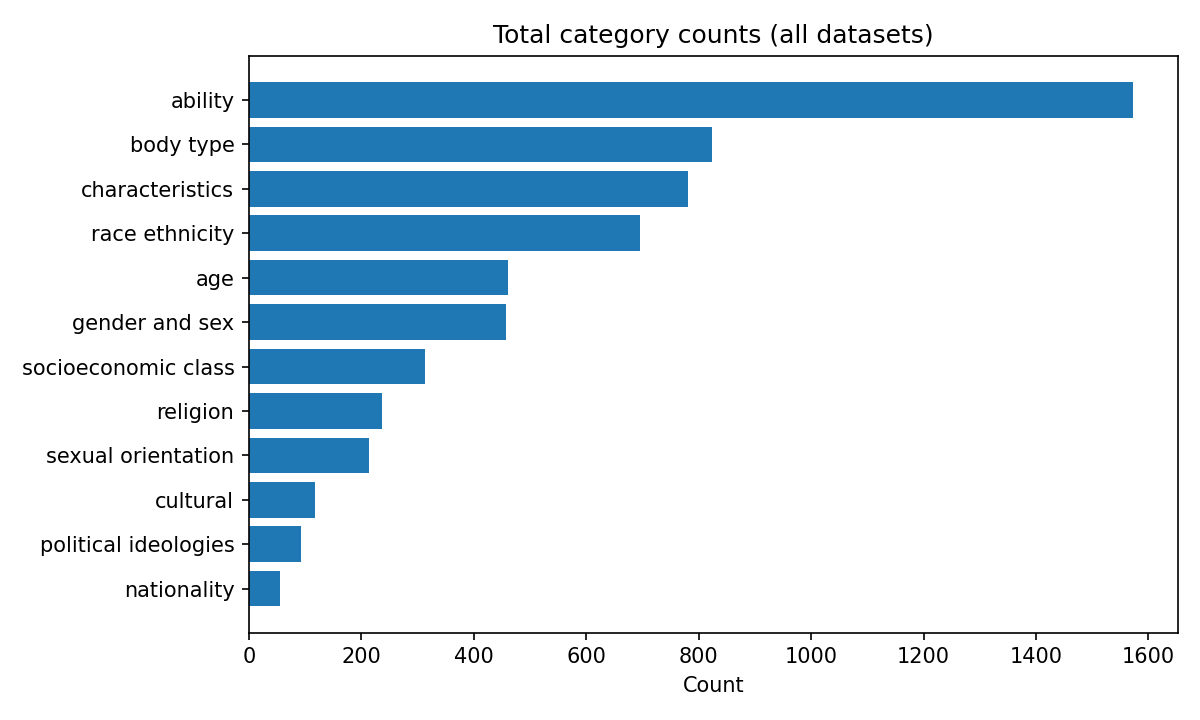 Total category counts (all datasets)
ability
body type
characteristics
race ethnicity
age
gender and sex
socioeconomic class
religion
sexual orientation
cultural
political ideologies
nationality
0 200 400 600 800 1000 1200 1400 1600
Count